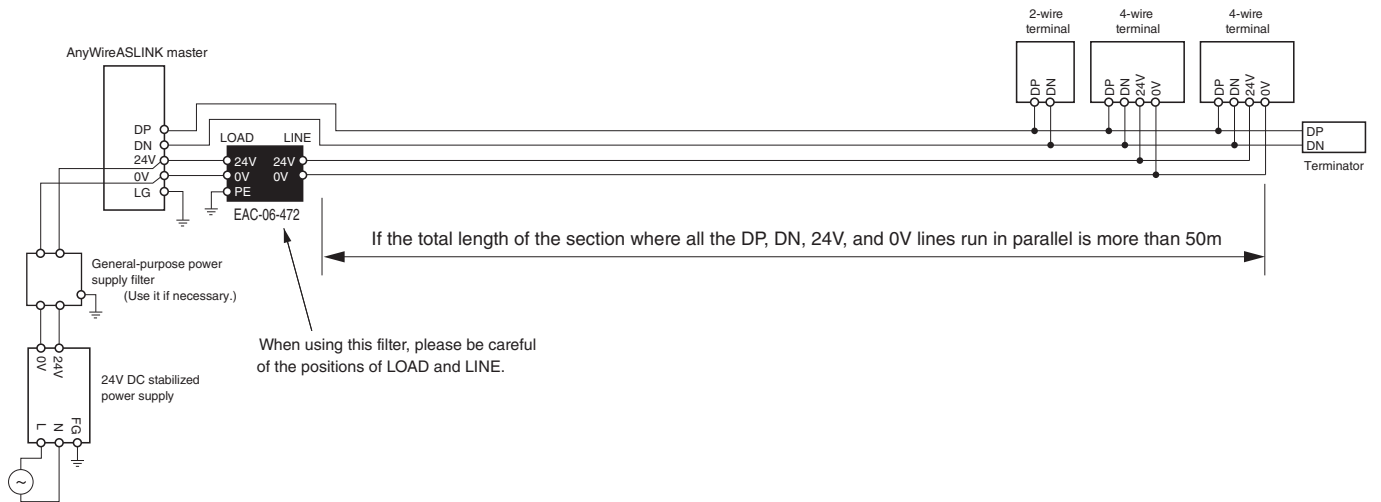 2-wire
terminal
4-wire
terminal
4-wire
terminal
AnyWireASLINK master
DP
DN
DP
DN
24V
0V
DP
DN
24V
0V
DP
DN
24V
0V
LG
LOAD
LINE
24V
24V
0V
0V
PE
EAC-06-472
DP
DN
Terminator
If the total length of the section where all the DP, DN, 24V, and 0V lines run in parallel is more than 50m
General-purpose power
supply filter
(Use it if necessary.)
When using this filter, please be careful
of the positions of LOAD and LINE.
0V
24V
24V DC stabilized
power supply
L
N
FG
~